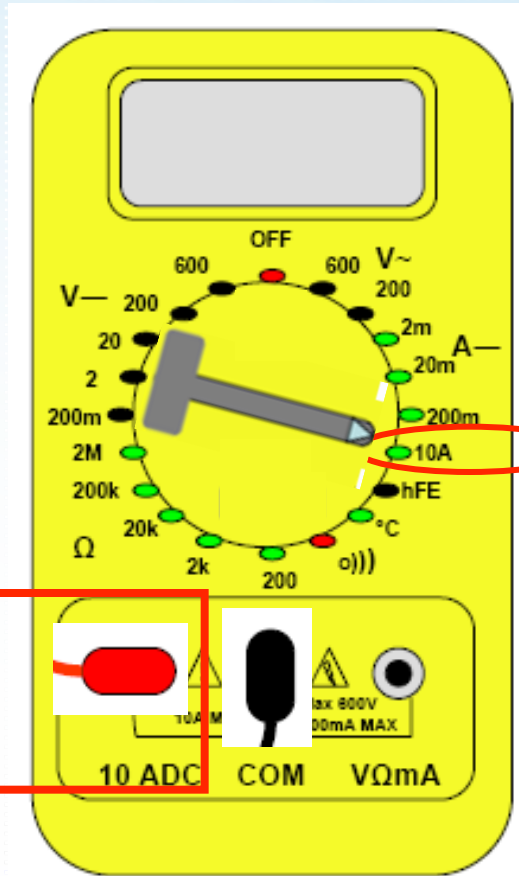 OFF
600 600 V~
V— 200 200
20 2m
2 20m A—
200m 200m
2M 10A
200k hFE
20k °C
Ω 2k 200 o)))
600V
10 ADC COM VΩmA